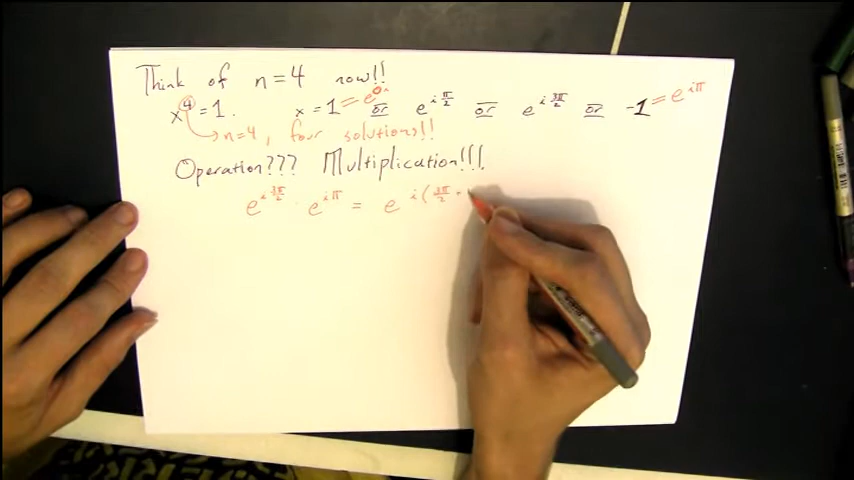 Think of n=4 now!!
x⁴=1. x=1=e⁰ or e^{iπ/2} or e^{i3π/2} or -1=e^{iπ}
n=4, four solutions!!
Operation??? Multiplication!!!
e^{i3π/2} · e^{iπ} = e^{i(3π/2+